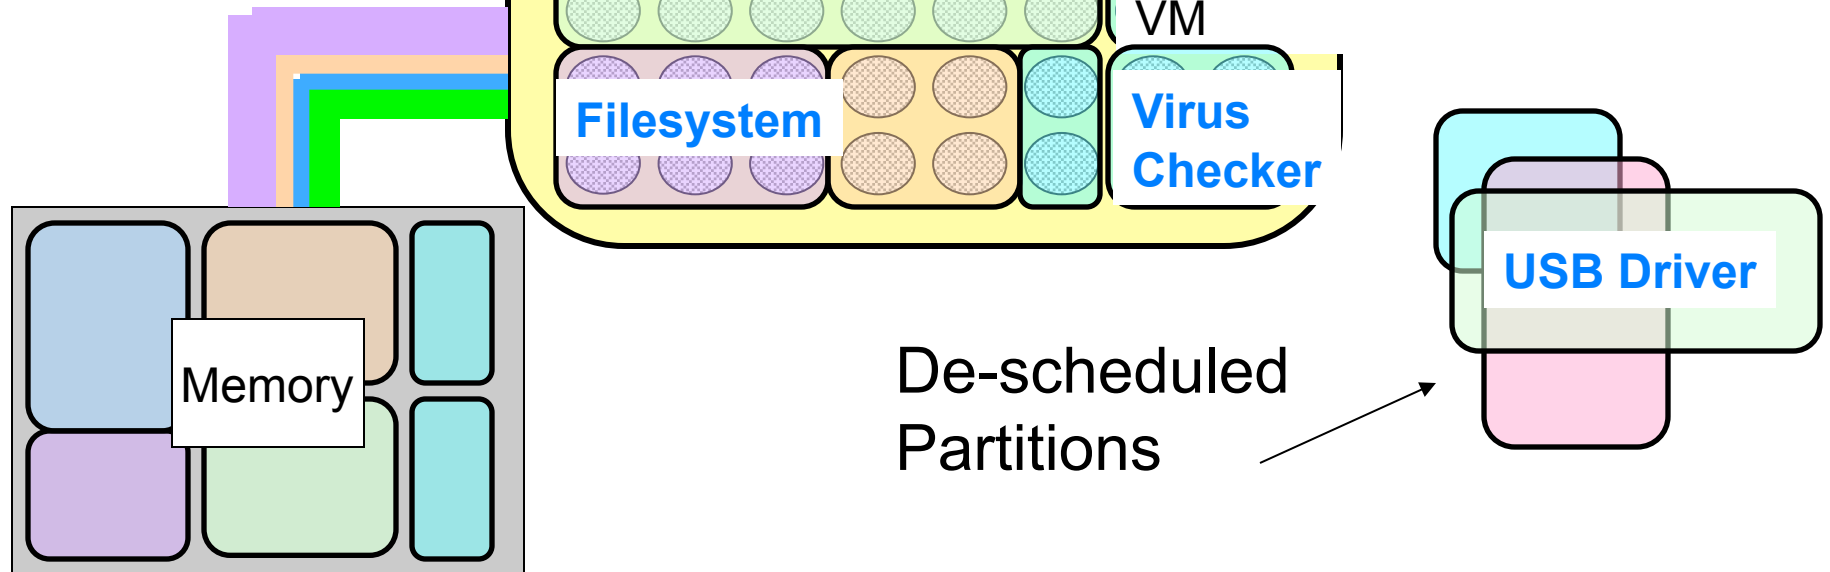 VM
Filesystem
Virus
Checker
USB Driver
Memory
De-scheduled
Partitions